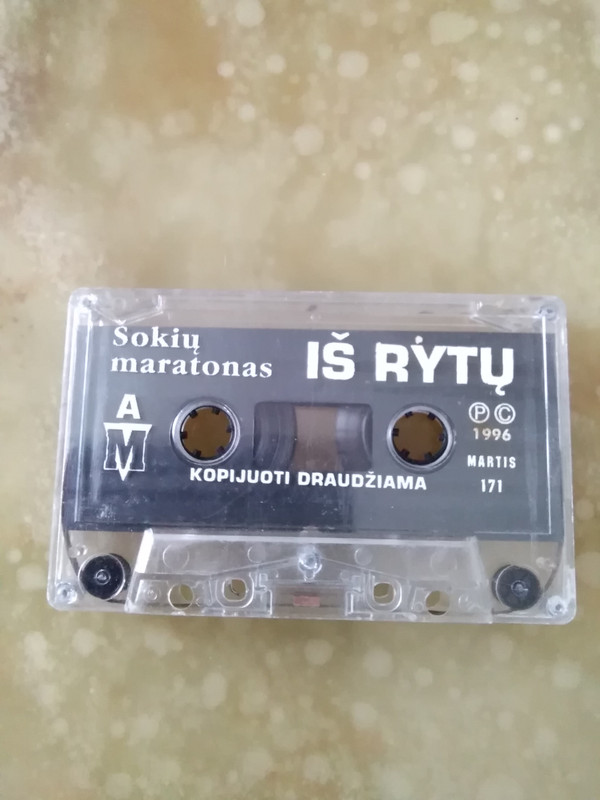 Šokių
maratonas
IŠ RYTŲ
A
M
Ⓟ ©
1996
KOPIJUOTI DRAUDŽIAMA
MARTIS
171